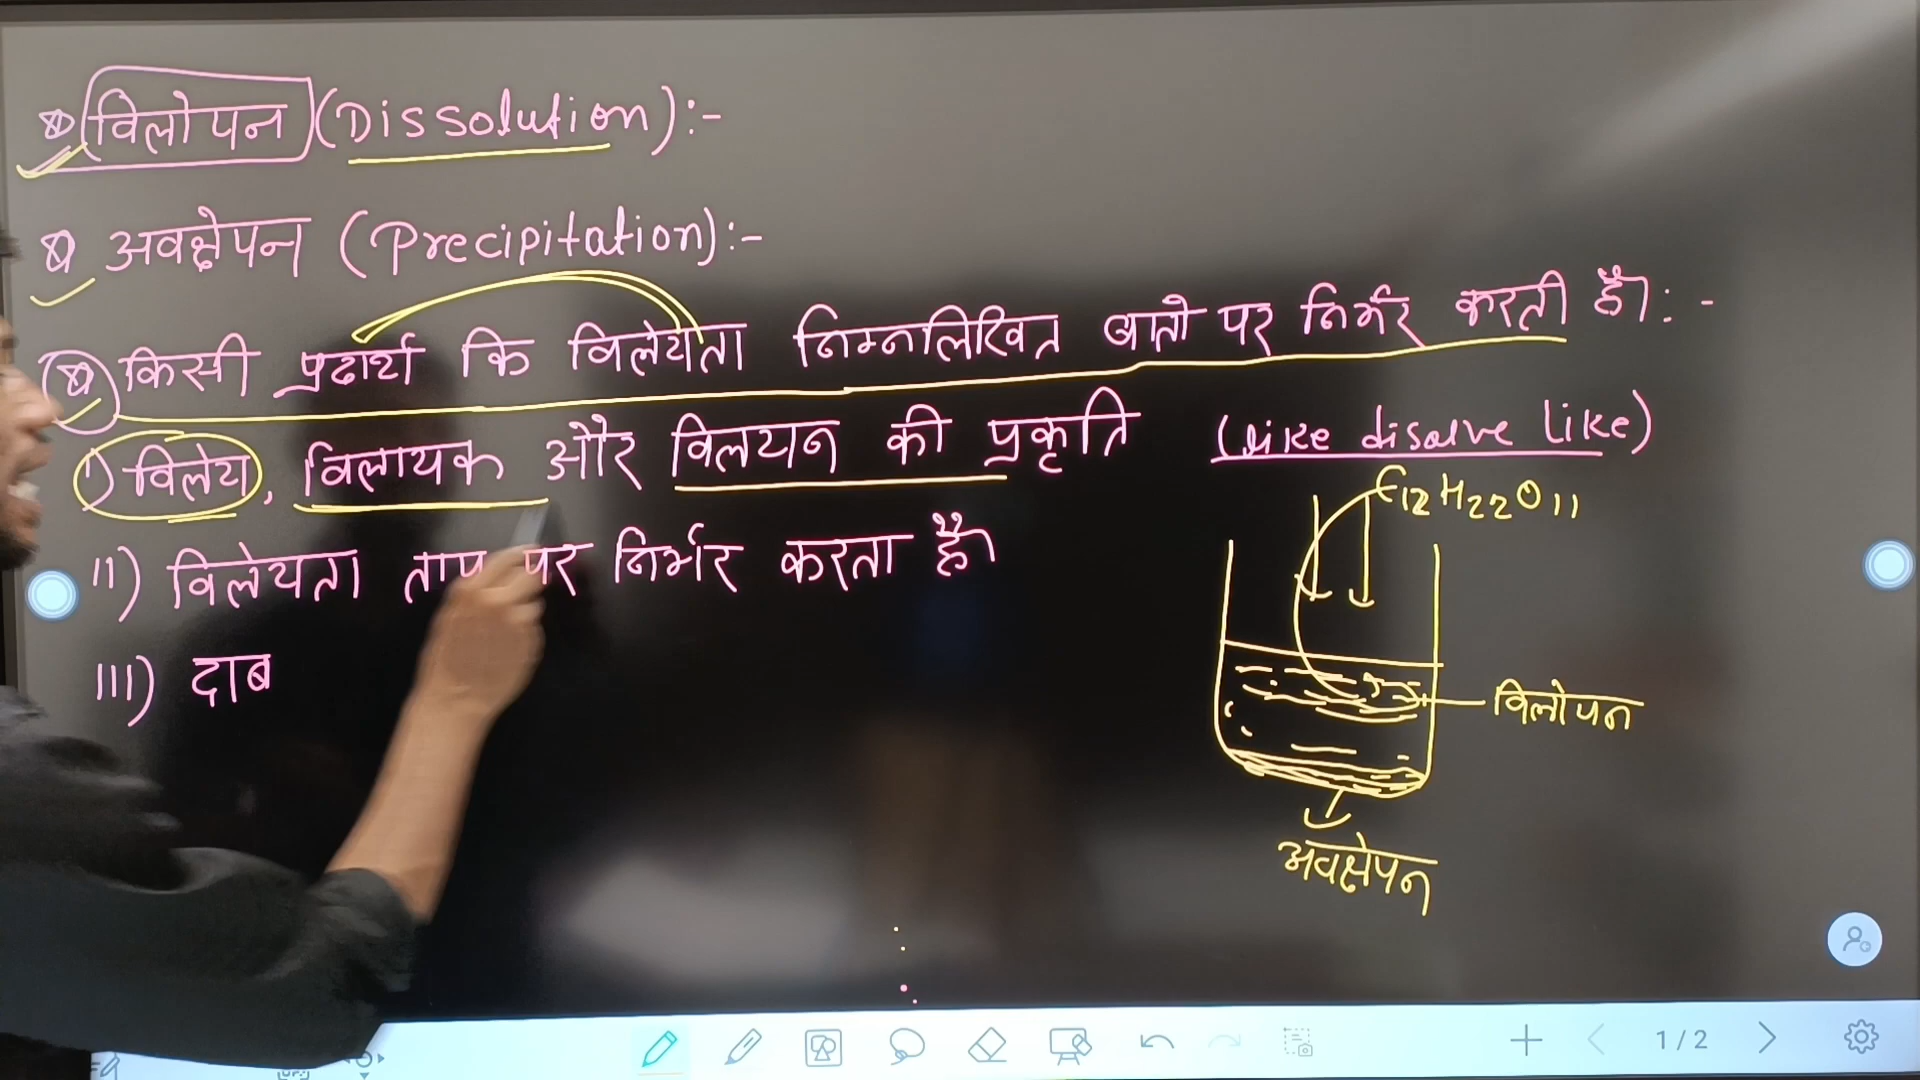 विलोपन (Dissolution):-
अवक्षेपन (Precipitation):-
किसी प्रदार्थ कि विलेयता निम्नलिखित बातो पर निर्भर करती है:-
i) विलेय, विलायक और विलयन की प्रकृति (like disolve like)
C12H22O11
ii) विलेयता ताप पर निर्भर करता है
iii) दाब
विलोपन
अवक्षेपन
1/2